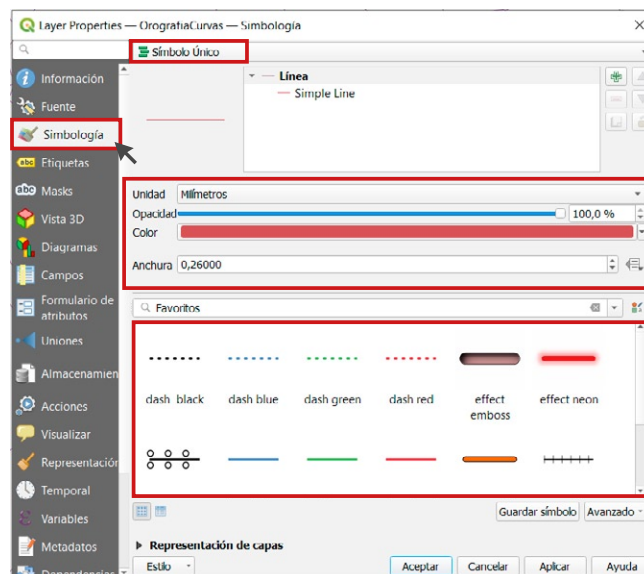 Layer Properties — OrografiaCurvas — Simbología
Símbolo Único
Información
Fuente
Simbología
Etiquetas
Masks
Vista 3D
Diagramas
Campos
Formulario de
atributos
Uniones
Almacenamien
Acciones
Visualizar
Representación
Temporal
Variables
Metadatos
Dependencias
Línea
Simple Line
Unidad Milímetros
Opacidad 100,0 %
Color
Anchura 0,26000
Favoritos
dash black dash blue dash green dash red effect emboss effect neon
Guardar símbolo Avanzado
Representación de capas
Estilo Aceptar Cancelar Aplicar Ayuda